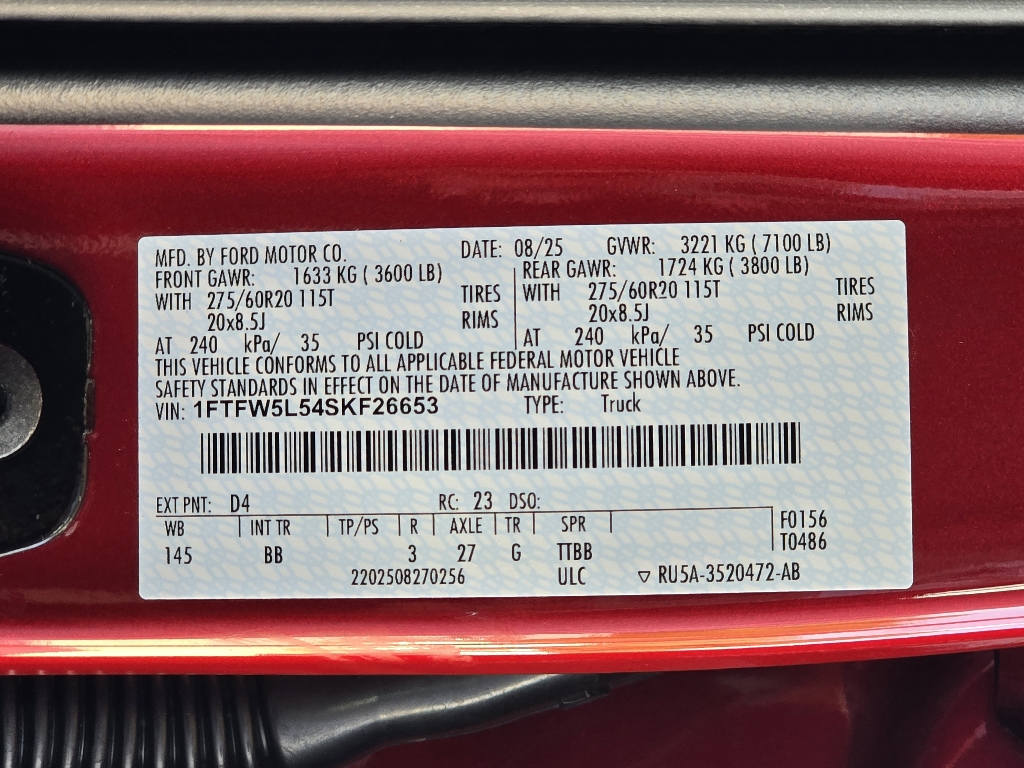 MFD. BY FORD MOTOR CO. DATE: 08/25 GVWR: 3221 KG ( 7100 LB)
FRONT GAWR: 1633 KG ( 3600 LB) REAR GAWR: 1724 KG ( 3800 LB)
WITH 275/60R20 115T TIRES WITH 275/60R20 115T TIRES
20x8.5J RIMS 20x8.5J RIMS
AT 240 kPa/ 35 PSI COLD AT 240 kPa/ 35 PSI COLD
THIS VEHICLE CONFORMS TO ALL APPLICABLE FEDERAL MOTOR VEHICLE
SAFETY STANDARDS IN EFFECT ON THE DATE OF MANUFACTURE SHOWN ABOVE.
VIN: 1FTFW5L54SKF26653 TYPE: Truck
EXT PNT: D4 RC: 23 DSO:
WB INT TR TP/PS R AXLE TR SPR F0156
145 BB 3 27 G TTBB T0486
2202508270256 ULC ▽ RU5A-3520472-AB